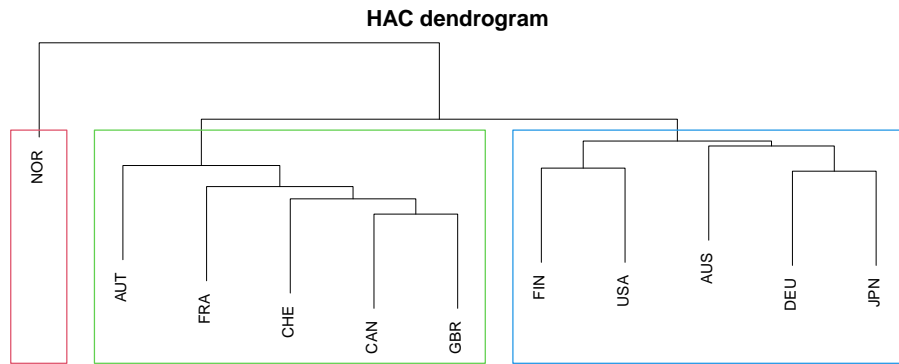 HAC dendrogram
NOR
AUT
FRA
CHE
CAN
GBR
FIN
USA
AUS
DEU
JPN